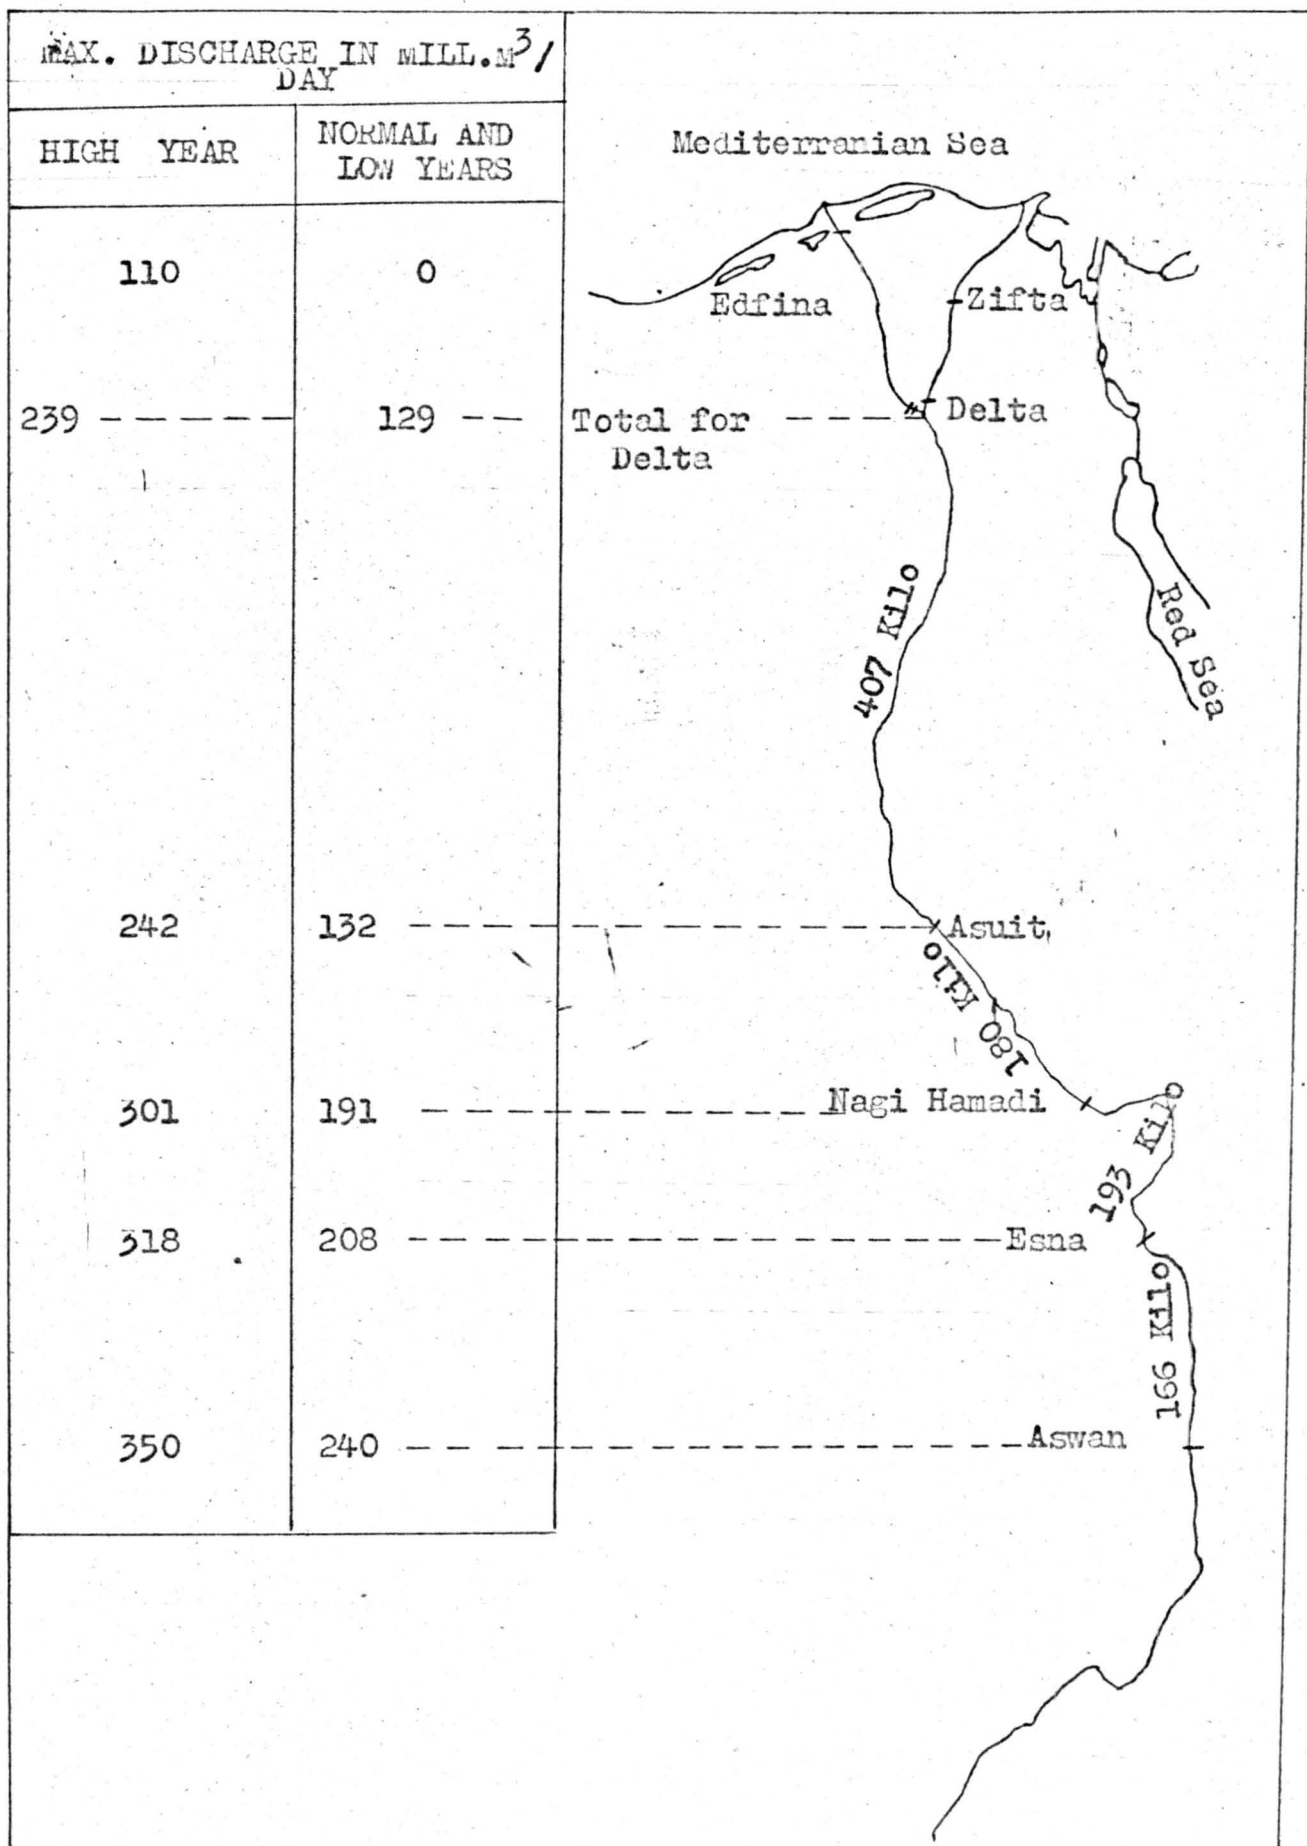 MAX. DISCHARGE IN MILL.M³/
DAY
HIGH YEAR
NORMAL AND
LOW YEARS
Mediterranian Sea
110
0
Edfina
Zifta
239
129
Total for
Delta
Delta
407 Kilo
Red Sea
242
132
Asuit
180 Kilo
301
191
Nagi Hamadi
193 Kilo
318
208
Esna
166 Kilo
350
240
Aswan